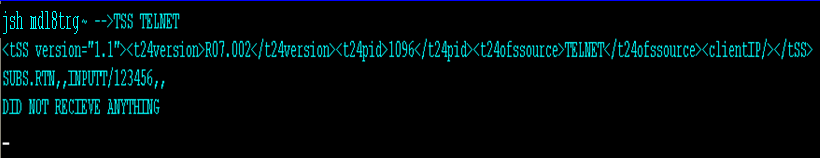 jsh mdl8trg~ -->TSS TELNET
<tSS version="1.1"><t24version>R07.002</t24version><t24pid>1096</t24pid><t24ofssource>TELNET</t24ofssource><clientIP/></tSS>
SUBS.RTN,,INPUTT/123456,,
DID NOT RECIEVE ANYTHING